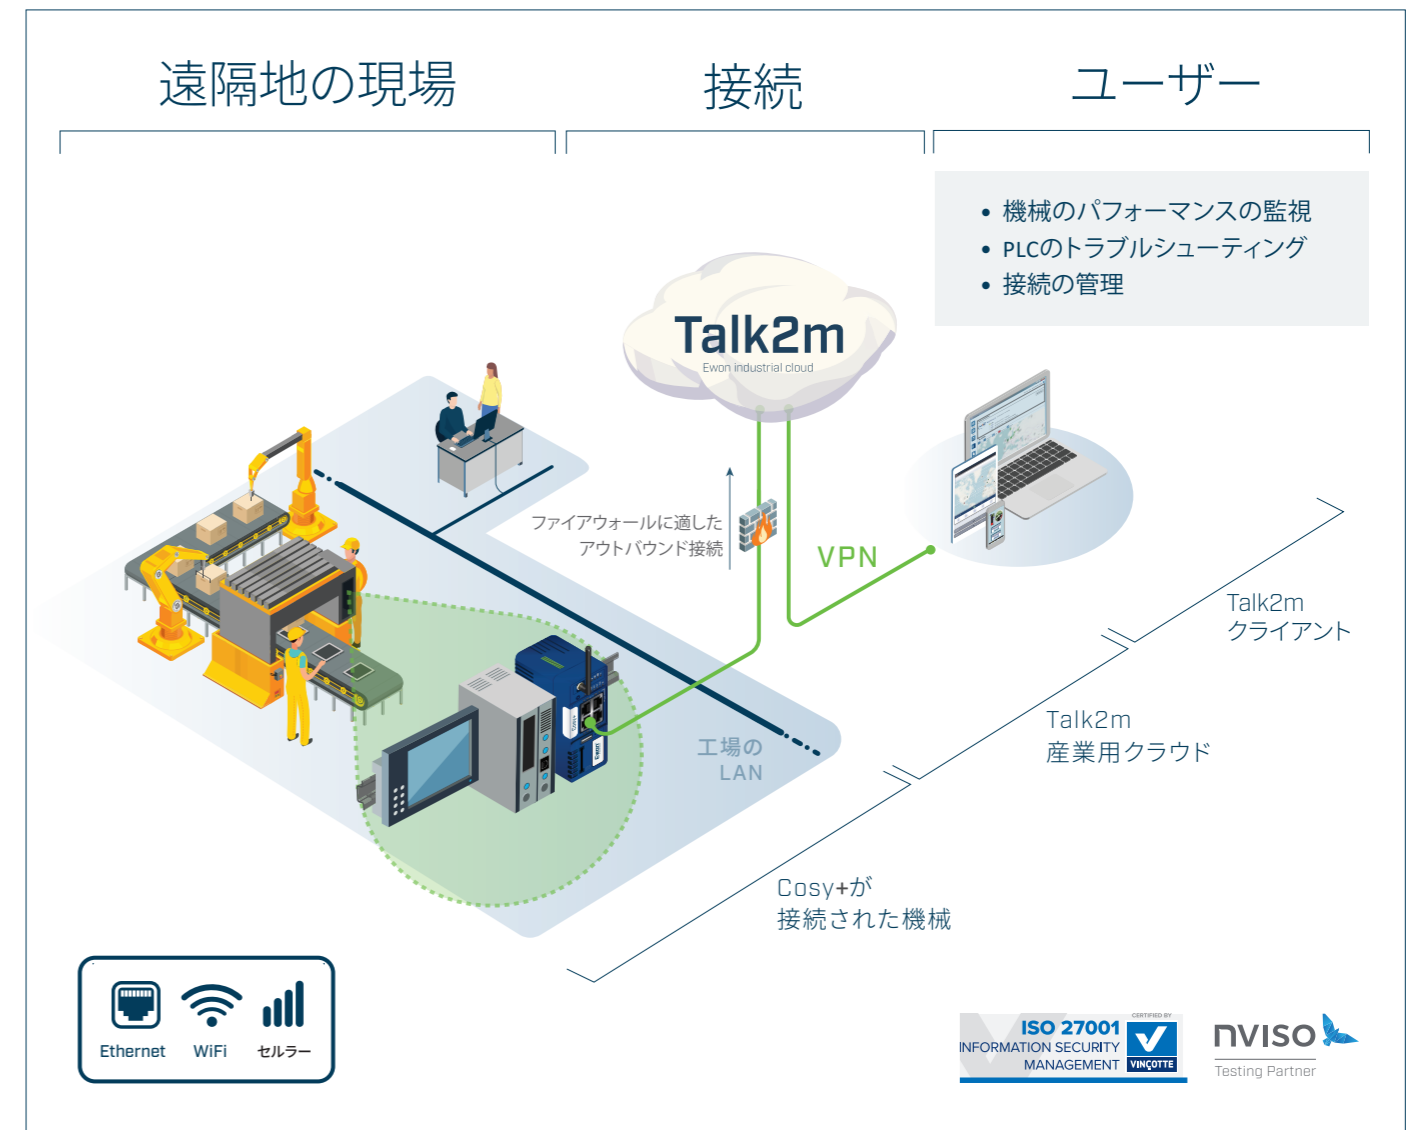 遠隔地の現場
接続
ユーザー
• 機械のパフォーマンスの監視
• PLCのトラブルシューティング
• 接続の管理
Talk2m
Ewon industrial cloud
ファイアウォールに適した
アウトバウンド接続
VPN
Talk2m
クライアント
Talk2m
産業用クラウド
工場の
LAN
Cosy+
Ewon
Cosy+が
接続された機械
Ethernet
WiFi
セルラー
CERTIFIED BY
ISO 27001
INFORMATION SECURITY
MANAGEMENT
VINÇOTTE
nviso
Testing Partner